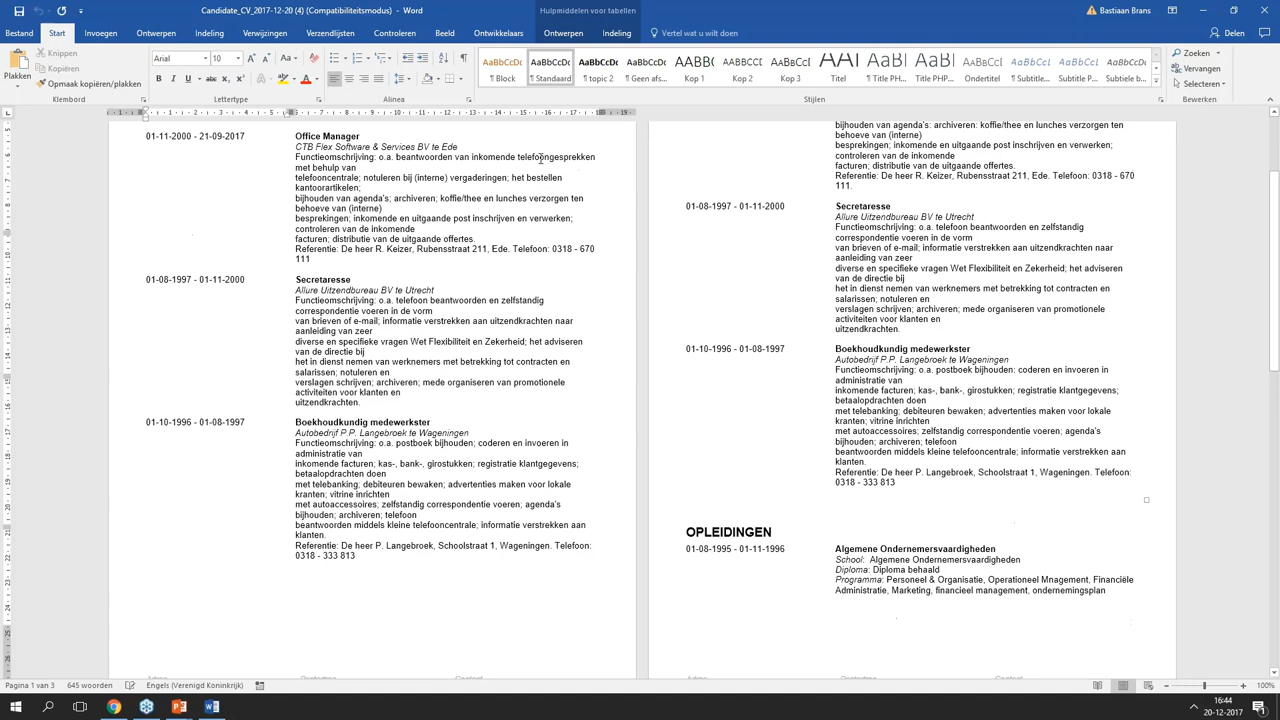 Candidate_CV_20171220_164242 - Word
Hulpmiddelen voor tabellen
Bestand Start Invoegen Ontwerpen Indeling Verwijzingen Verzendlijsten Controleren Beeld Ontwikkelaars Ontwerpen Indeling Vertel wat u wilt doen Delen
Plakken
Knippen
Kopiëren
Opmaak kopiëren/plakken
Klembord
Arial 10
Lettertype
Alinea
AaBbCcDc AaBbCcDc AaBbCcDc AaBbCcDc
¶ Block ¶ Standaard ¶ topic 2 ¶ Geen afs... Kop 1 Kop 2 Kop 3 Titel ¶ Title PH... ¶ Title PHP... Ondertitel ¶ Subtitle... ¶ Subtitle P... Subtiele b...
Stijlen
Zoeken
Vervangen
Selecteren
Bewerken
01-11-2000 - 21-09-2017 Office Manager
CTB Flex Software & Services BV te Ede
Functieomschrijving: o.a. beantwoorden van inkomende telefoongesprekken
met behulp van
telefooncentrale; notuleren bij (interne) vergaderingen; het bestellen
kantoorartikelen;
bijhouden van agenda's; archiveren; koffie/thee en lunches verzorgen ten
behoeve van (interne)
besprekingen; inkomende en uitgaande post inschrijven en verwerken;
controleren van de inkomende
facturen; distributie van de uitgaande offertes.
Referentie: De heer R. Keizer, Rubensstraat 211, Ede. Telefoon: 0318 - 670
111
01-08-1997 - 01-11-2000 Secretaresse
Allure Uitzendbureau BV te Utrecht
Functieomschrijving: o.a. telefoon beantwoorden en zelfstandig
correspondentie voeren in de vorm
van brieven of e-mail; informatie verstrekken aan uitzendkrachten naar
aanleiding van zeer
diverse en specifieke vragen Wet Flexibiliteit en Zekerheid; het adviseren
van de directie bij
het in dienst nemen van werknemers met betrekking tot contracten en
salarissen; notuleren en
verslagen schrijven; archiveren; mede organiseren van promotionele
activiteiten voor klanten en
uitzendkrachten.
01-10-1996 - 01-08-1997 Boekhoudkundig medewerkster
Autobedrijf P.P. Langebroek te Wageningen
Functieomschrijving: o.a. postboek bijhouden; coderen en invoeren in
administratie van
inkomende facturen; kas-, bank-, girostukken; registratie klantgegevens;
betaalopdrachten doen
met telebanking; debiteuren bewaken; advertenties maken voor lokale
kranten; vitrine inrichten
met autoaccessoires; zelfstandig correspondentie voeren; agenda's
bijhouden; archiveren; telefoon
beantwoorden middels kleine telefooncentrale; informatie verstrekken aan
klanten.
Referentie: De heer P. Langebroek, Schoolstraat 1, Wageningen. Telefoon:
0318 - 333 813
bijhouden van agenda's: archiveren: koffie/thee en lunches verzorgen ten
behoeve van (interne)
besprekingen; inkomende en uitgaande post inschrijven en verwerken;
controleren van de inkomende
facturen; distributie van de uitgaande offertes.
Referentie: De heer R. Keizer, Rubensstraat 211, Ede. Telefoon: 0318 - 670
111.
01-08-1997 - 01-11-2000 Secretaresse
Allure Uitzendbureau BV te Utrecht
Functieomschrijving: o.a. telefoon beantwoorden en zelfstandig
correspondentie voeren in de vorm
van brieven of e-mail; informatie verstrekken aan uitzendkrachten naar
aanleiding van zeer
diverse en specifieke vragen Wet Flexibiliteit en Zekerheid; het adviseren
van de directie bij
het in dienst nemen van werknemers met betrekking tot contracten en
salarissen; notuleren en
verslagen schrijven; archiveren; mede organiseren van promotionele
activiteiten voor klanten en
uitzendkrachten.
01-10-1996 - 01-08-1997 Boekhoudkundig medewerkster
Autobedrijf P.P. Langebroek te Wageningen
Functieomschrijving: o.a. postboek bijhouden: coderen en invoeren in
administratie van
inkomende facturen; kas-, bank-, girostukken; registratie klantgegevens;
betaalopdrachten doen
met telebanking; debiteuren bewaken; advertenties maken voor lokale
kranten; vitrine inrichten
met autoaccessoires; zelfstandig correspondentie voeren; agenda's
bijhouden; archiveren; telefoon
beantwoorden middels kleine telefooncentrale; informatie verstrekken aan
klanten.
Referentie: De heer P. Langebroek, Schoolstraat 1, Wageningen. Telefoon:
0318 - 333 813
OPLEIDINGEN
01-08-1995 - 01-11-1996 Algemene Ondernemersvaardigheden
School: Algemene Ondernemersvaardigheden
Diploma: Diploma behaald
Programma: Personeel & Organisatie, Operationeel Mnagement, Financiële
Administratie, Marketing, financieel management, ondernemingsplan
Pagina 1 van 3 645 woorden Engels (Verenigd Koninkrijk) 100%
16:44
20-12-2017